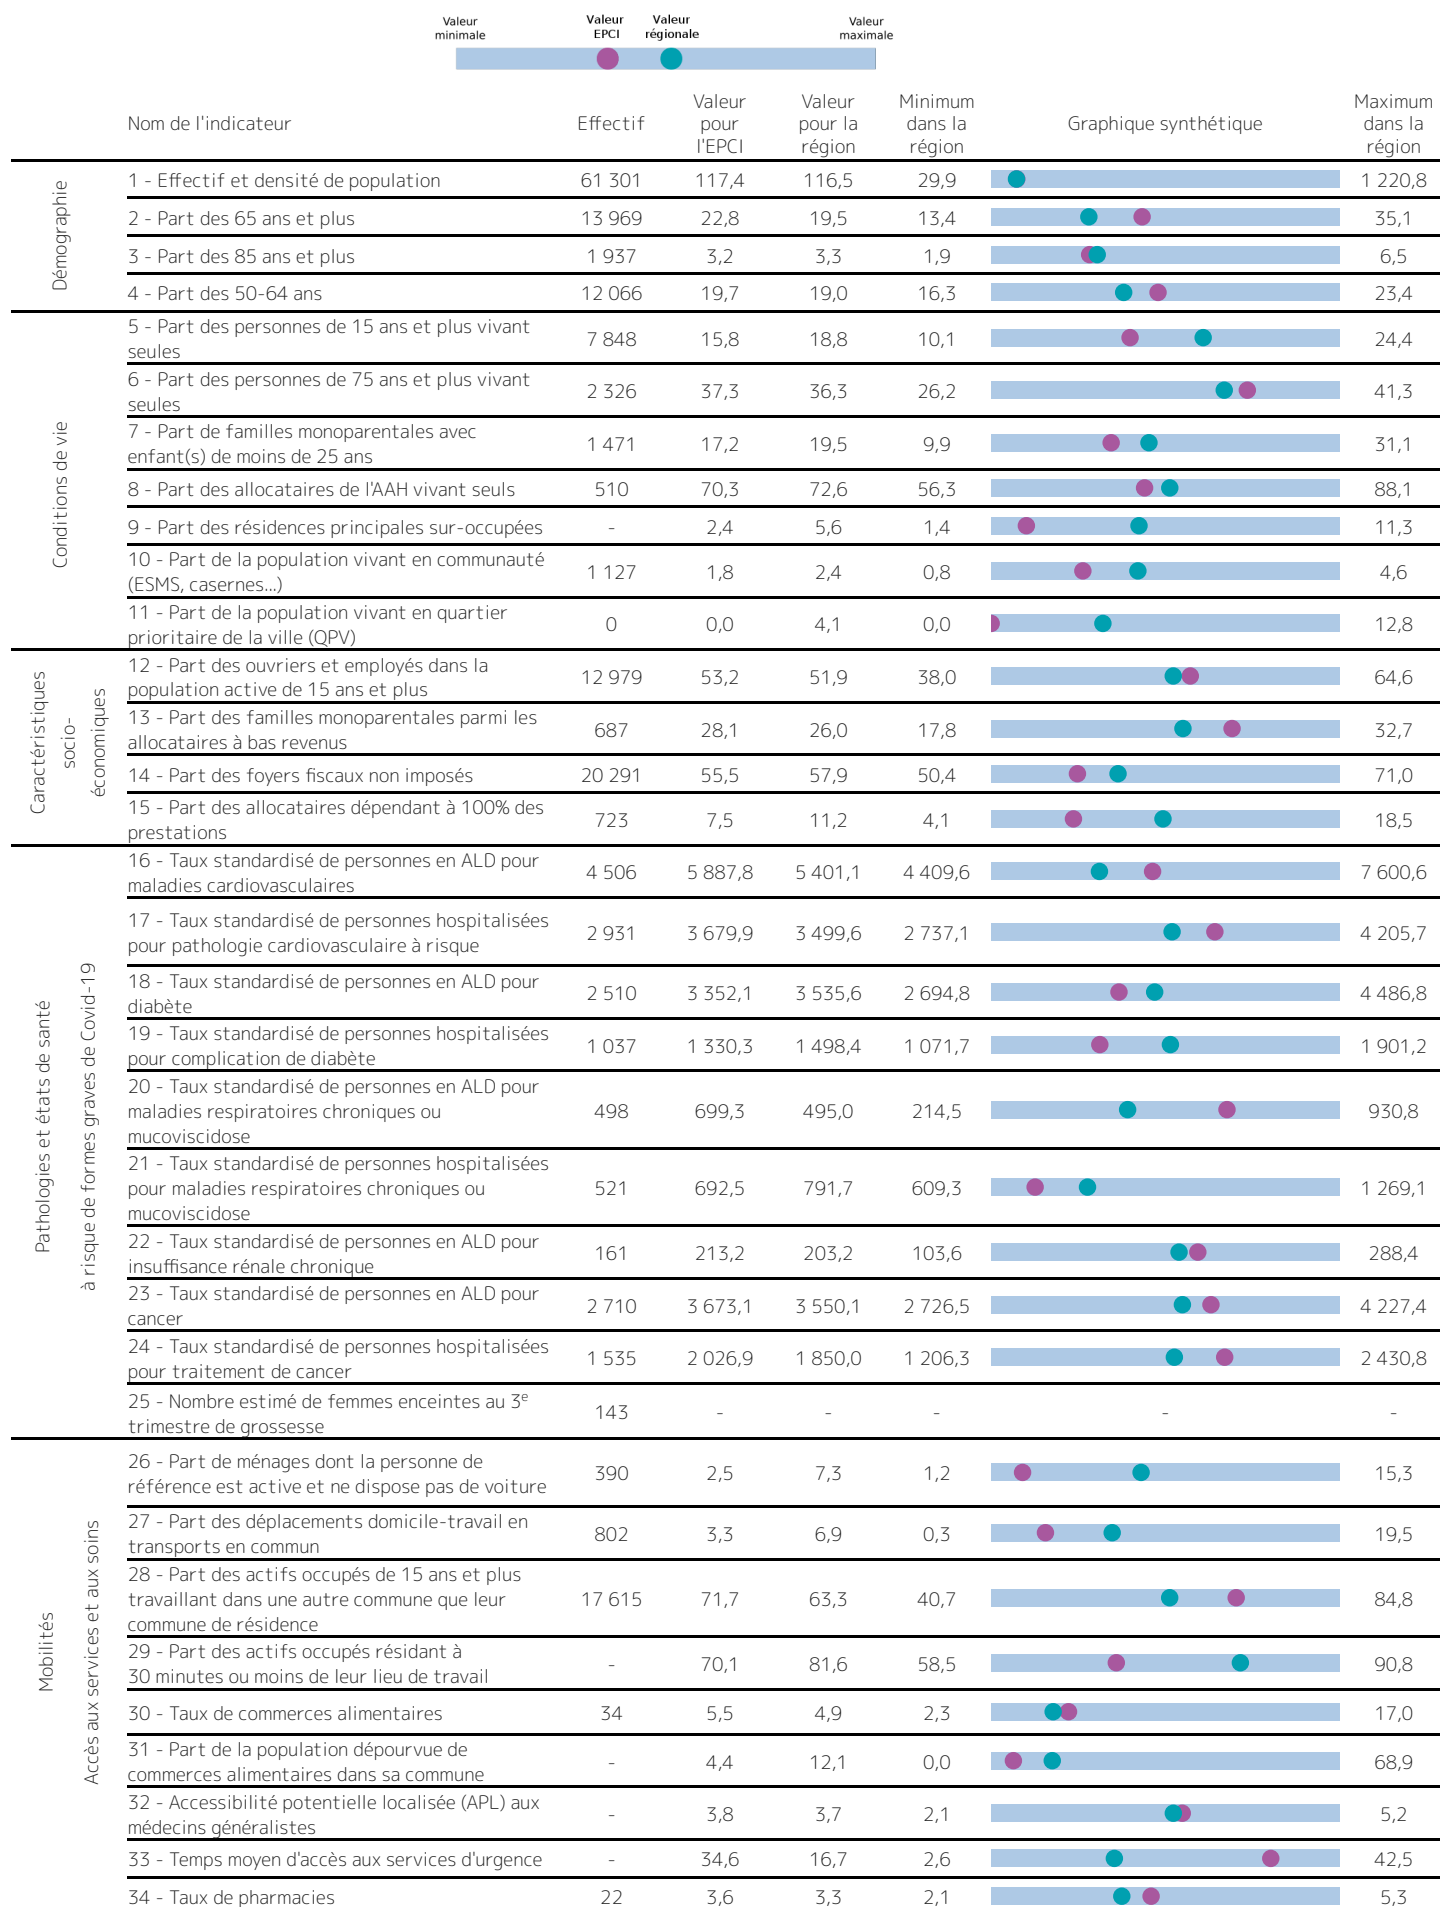 Valeur minimale
Valeur EPCI
Valeur régionale
Valeur maximale
Nom de l'indicateur
Effectif
Valeur pour l'EPCI
Valeur pour la région
Minimum dans la région
Graphique synthétique
Maximum dans la région
Démographie
1 - Effectif et densité de population 61 301 117,4 116,5 29,9 1 220,8
2 - Part des 65 ans et plus 13 969 22,8 19,5 13,4 35,1
3 - Part des 85 ans et plus 1 937 3,2 3,3 1,9 6,5
4 - Part des 50-64 ans 12 066 19,7 19,0 16,3 23,4
Conditions de vie
5 - Part des personnes de 15 ans et plus vivant
seules 7 848 15,8 18,8 10,1 24,4
6 - Part des personnes de 75 ans et plus vivant
seules 2 326 37,3 36,3 26,2 41,3
7 - Part de familles monoparentales avec
enfant(s) de moins de 25 ans 1 471 17,2 19,5 9,9 31,1
8 - Part des allocataires de l'AAH vivant seuls 510 70,3 72,6 56,3 88,1
9 - Part des résidences principales sur-occupées - 2,4 5,6 1,4 11,3
10 - Part de la population vivant en communauté
(ESMS, casernes...) 1 127 1,8 2,4 0,8 4,6
11 - Part de la population vivant en quartier
prioritaire de la ville (QPV) 0 0,0 4,1 0,0 12,8
Caractéristiques
socio-
économiques
12 - Part des ouvriers et employés dans la
population active de 15 ans et plus 12 979 53,2 51,9 38,0 64,6
13 - Part des familles monoparentales parmi les
allocataires à bas revenus 687 28,1 26,0 17,8 32,7
14 - Part des foyers fiscaux non imposés 20 291 55,5 57,9 50,4 71,0
15 - Part des allocataires dépendant à 100% des
prestations 723 7,5 11,2 4,1 18,5
Pathologies et états de santé
à risque de formes graves de Covid-19
16 - Taux standardisé de personnes en ALD pour
maladies cardiovasculaires 4 506 5 887,8 5 401,1 4 409,6 7 600,6
17 - Taux standardisé de personnes hospitalisées
pour pathologie cardiovasculaire à risque 2 931 3 679,9 3 499,6 2 737,1 4 205,7
18 - Taux standardisé de personnes en ALD pour
diabète 2 510 3 352,1 3 535,6 2 694,8 4 486,8
19 - Taux standardisé de personnes hospitalisées
pour complication de diabète 1 037 1 330,3 1 498,4 1 071,7 1 901,2
20 - Taux standardisé de personnes en ALD pour
maladies respiratoires chroniques ou 498 699,3 495,0 214,5 930,8
mucoviscidose
21 - Taux standardisé de personnes hospitalisées
pour maladies respiratoires chroniques ou 521 692,5 791,7 609,3 1 269,1
mucoviscidose
22 - Taux standardisé de personnes en ALD pour
insuffisance rénale chronique 161 213,2 203,2 103,6 288,4
23 - Taux standardisé de personnes en ALD pour
cancer 2 710 3 673,1 3 550,1 2 726,5 4 227,4
24 - Taux standardisé de personnes hospitalisées
pour traitement de cancer 1 535 2 026,9 1 850,0 1 206,3 2 430,8
25 - Nombre estimé de femmes enceintes au 3e
trimestre de grossesse 143 - - - - -
Mobilités
Accès aux services et aux soins
26 - Part de ménages dont la personne de
référence est active et ne dispose pas de voiture 390 2,5 7,3 1,2 15,3
27 - Part des déplacements domicile-travail en
transports en commun 802 3,3 6,9 0,3 19,5
28 - Part des actifs occupés de 15 ans et plus
travaillant dans une autre commune que leur 17 615 71,7 63,3 40,7 84,8
commune de résidence
29 - Part des actifs occupés résidant à
30 minutes ou moins de leur lieu de travail - 70,1 81,6 58,5 90,8
30 - Taux de commerces alimentaires 34 5,5 4,9 2,3 17,0
31 - Part de la population dépourvue de
commerces alimentaires dans sa commune - 4,4 12,1 0,0 68,9
32 - Accessibilité potentielle localisée (APL) aux
médecins généralistes - 3,8 3,7 2,1 5,2
33 - Temps moyen d'accès aux services d'urgence - 34,6 16,7 2,6 42,5
34 - Taux de pharmacies 22 3,6 3,3 2,1 5,3